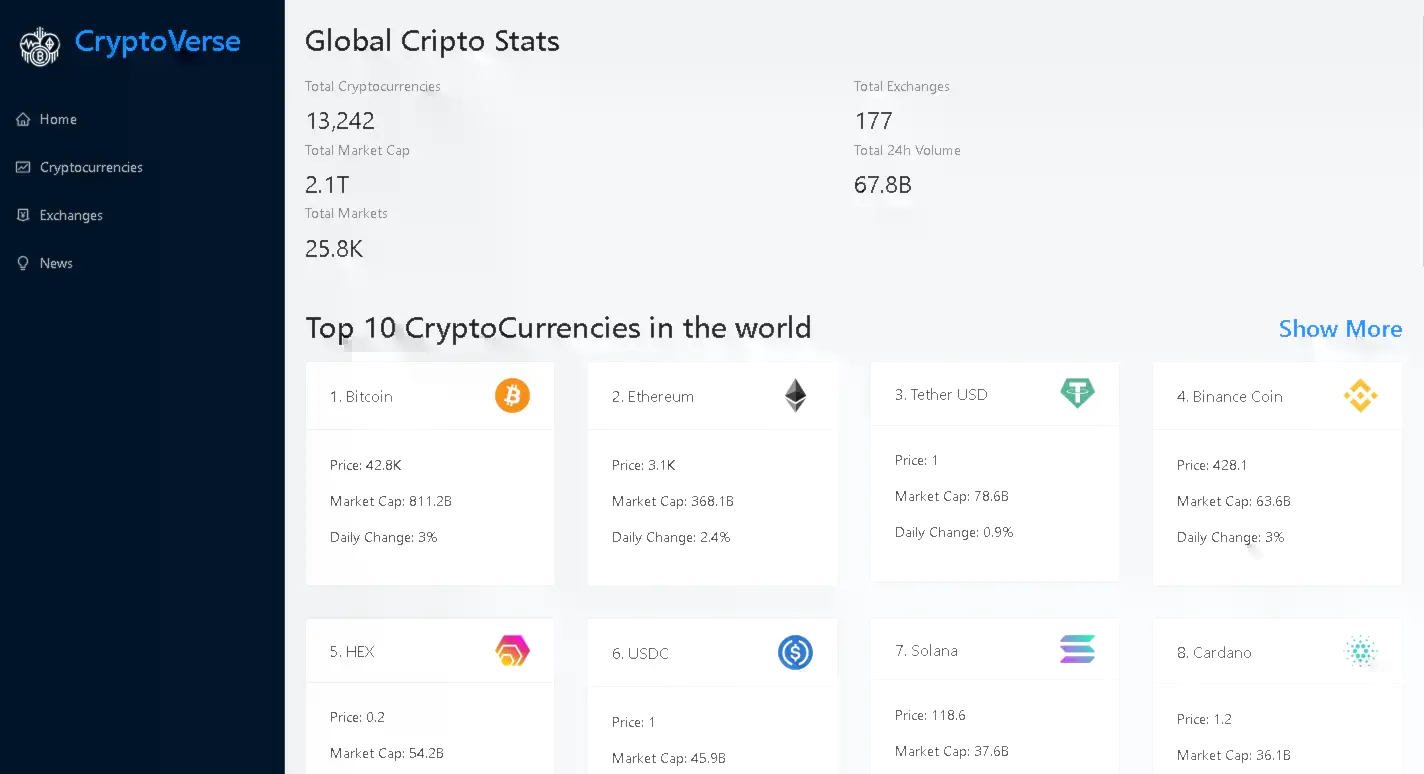 CryptoVerse
Home
Cryptocurrencies
Exchanges
News
Global Cripto Stats
Total Cryptocurrencies
13,242
Total Exchanges
177
Total Market Cap
2.1T
Total 24h Volume
67.8B
Total Markets
25.8K
Top 10 CryptoCurrencies in the world
Show More
1. Bitcoin
Price: 42.8K
Market Cap: 811.2B
Daily Change: 3%
2. Ethereum
Price: 3.1K
Market Cap: 368.1B
Daily Change: 2.4%
3. Tether USD
Price: 1
Market Cap: 78.6B
Daily Change: 0.9%
4. Binance Coin
Price: 428.1
Market Cap: 63.6B
Daily Change: 3%
5. HEX
Price: 0.2
Market Cap: 54.2B
6. USDC
Price: 1
Market Cap: 45.9B
7. Solana
Price: 118.6
Market Cap: 37.6B
8. Cardano
Price: 1.2
Market Cap: 36.1B